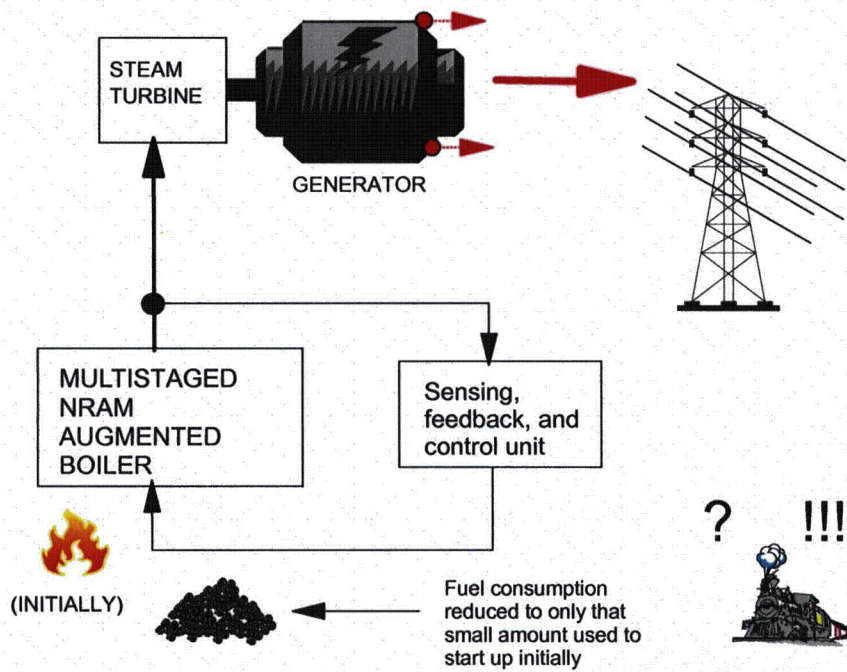 STEAM
TURBINE
GENERATOR
MULTISTAGED
NRAM
AUGMENTED
BOILER
Sensing,
feedback, and
control unit
? !!!
(INITIALLY)
Fuel consumption
reduced to only that
small amount used to
start up initially